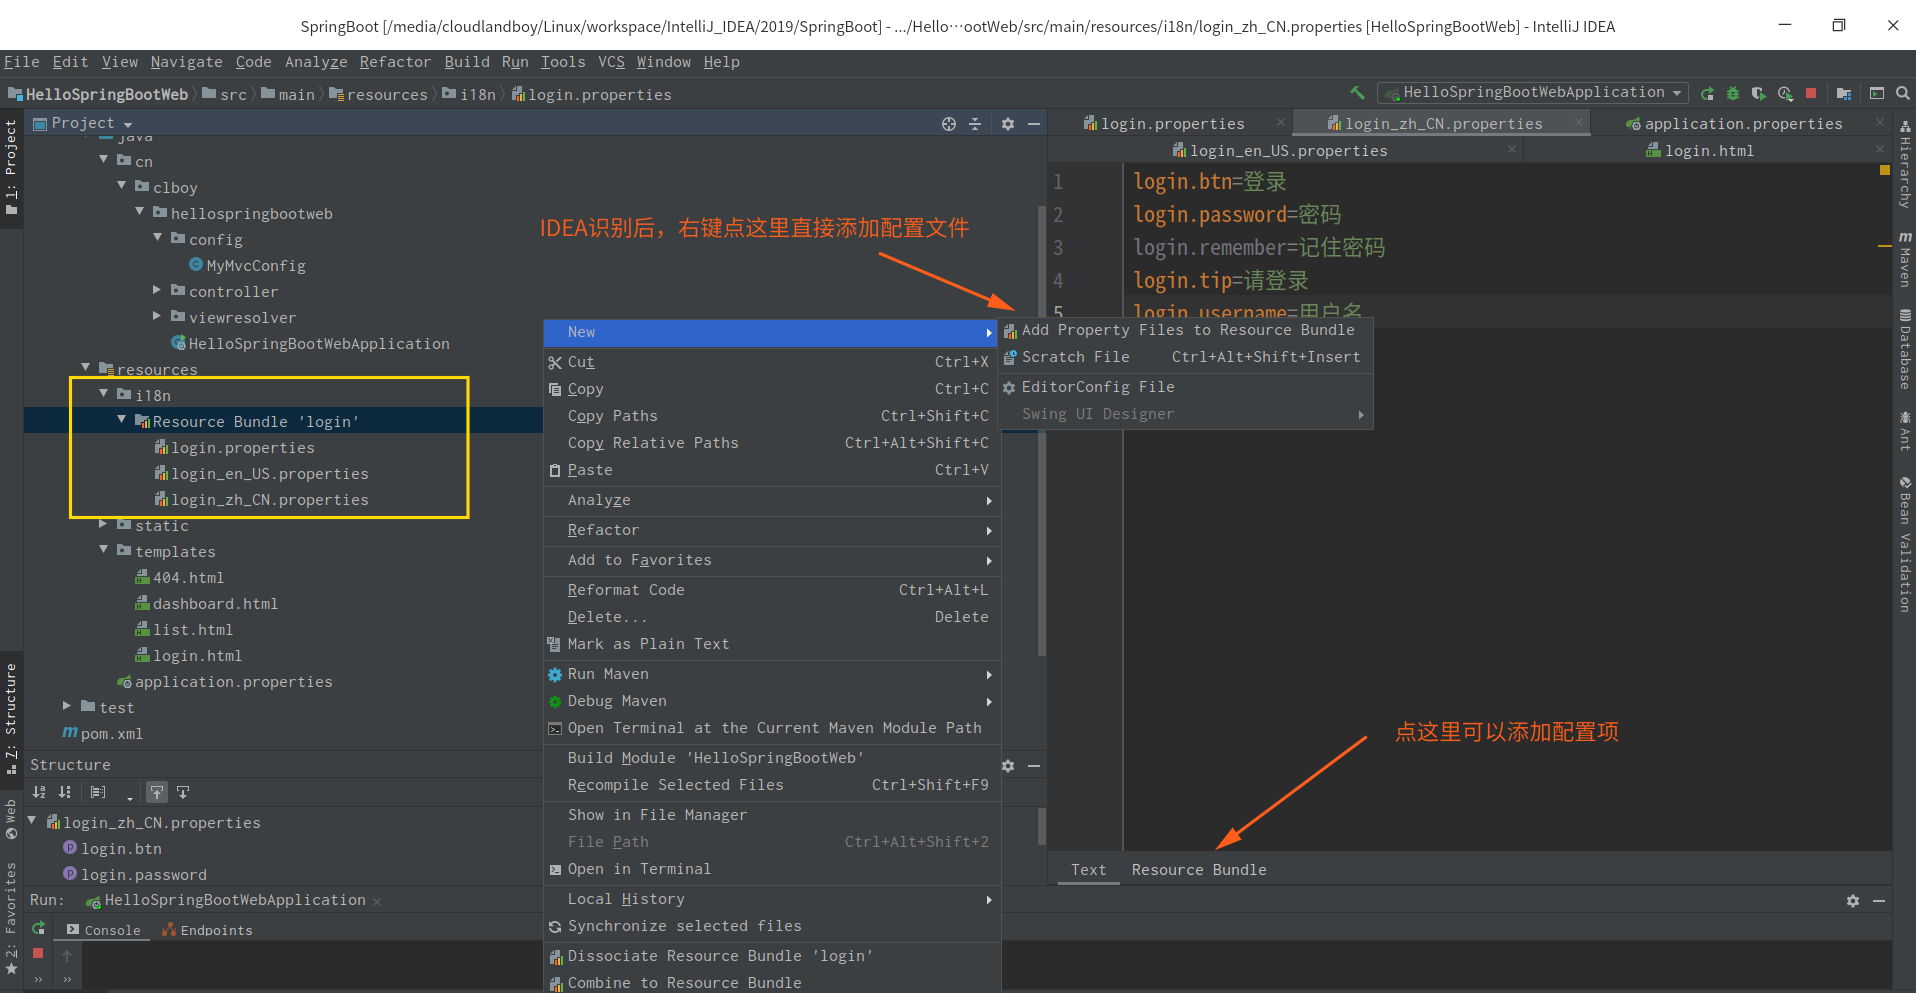 SpringBoot [/media/cloudlandboy/Linux/workspace/IntelliJ_IDEA/2019/SpringBoot] - .../Hello···ootWeb/src/main/resources/i18n/login_zh_CN.properties [HelloSpringBootWeb] - IntelliJ IDEA
File Edit View Navigate Code Analyze Refactor Build Run Tools VCS Window Help
HelloSpringBootWeb src main resources i18n login.properties
HelloSpringBootWebApplication
1: Project
7: Structure
Web
2: Favorites
Project
java
cn
clboy
hellospringbootweb
config
MyMvcConfig
controller
viewresolver
HelloSpringBootWebApplication
resources
i18n
Resource Bundle 'login'
login.properties
login_en_US.properties
login_zh_CN.properties
static
templates
404.html
dashboard.html
list.html
login.html
application.properties
test
pom.xml
IDEA识别后，右键点这里直接添加配置文件
New
Cut Ctrl+X
Copy Ctrl+C
Copy Paths Ctrl+Shift+C
Copy Relative Paths Ctrl+Alt+Shift+C
Paste Ctrl+V
Analyze
Refactor
Add to Favorites
Reformat Code Ctrl+Alt+L
Delete... Delete
Mark as Plain Text
Run Maven
Debug Maven
Open Terminal at the Current Maven Module Path
Build Module 'HelloSpringBootWeb'
Recompile Selected Files Ctrl+Shift+F9
Show in File Manager
File Path Ctrl+Alt+Shift+2
Open in Terminal
Local History
Synchronize selected files
Dissociate Resource Bundle 'login'
Combine to Resource Bundle
Add Property Files to Resource Bundle
Scratch File Ctrl+Alt+Shift+Insert
EditorConfig File
Swing UI Designer
login.properties login_zh_CN.properties application.properties
login_en_US.properties login.html
1 login.btn=登录
2 login.password=密码
3 login.remember=记住密码
4 login.tip=请登录
5 login.username=用户名
点这里可以添加配置项
Text Resource Bundle
Hierarchy
Maven
Database
Ant
Bean Validation
Structure
login_zh_CN.properties
login.btn
login.password
Run: HelloSpringBootWebApplication
Console Endpoints